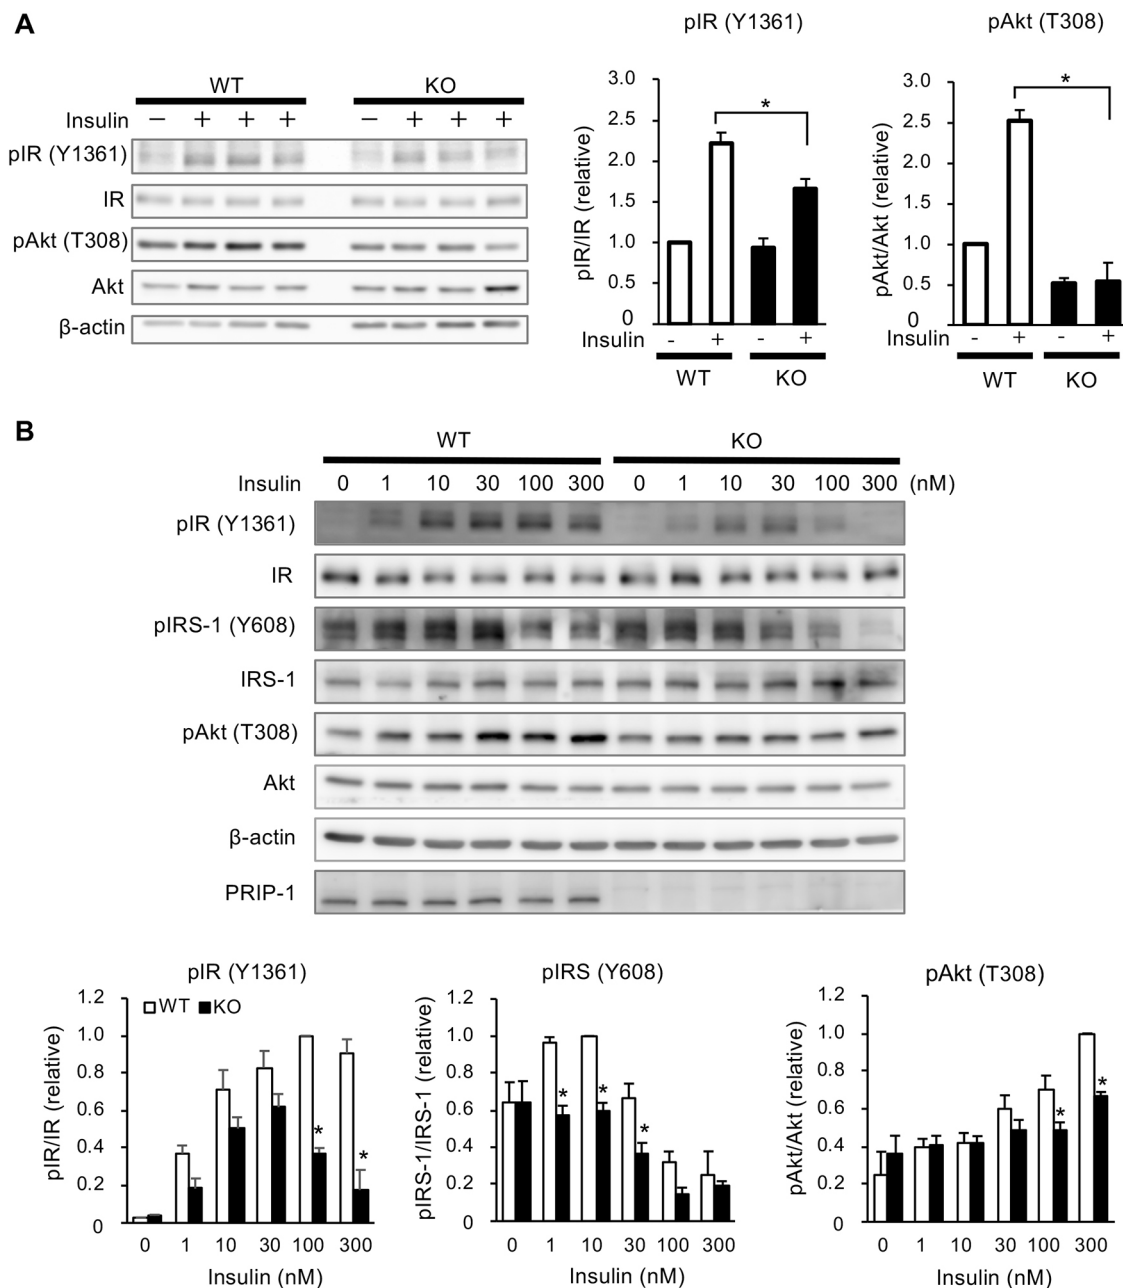 A
pIR (Y1361)
pAkt (T308)
WT KO
Insulin – + + + – + + +
pIR (Y1361)
IR
pAkt (T308)
Akt
β-actin
pIR/IR (relative)
3.0
2.5
2.0
1.5
1.0
0.5
0
*
Insulin - + - +
WT KO
pAkt/Akt (relative)
3.0
2.5
2.0
1.5
1.0
0.5
0
*
Insulin - + - +
WT KO
B
WT KO
Insulin 0 1 10 30 100 300 0 1 10 30 100 300 (nM)
pIR (Y1361)
IR
pIRS-1 (Y608)
IRS-1
pAkt (T308)
Akt
β-actin
PRIP-1
pIR (Y1361)
WT KO
pIR/IR (relative)
1.2
1.0
0.8
0.6
0.4
0.2
0
* *
0 1 10 30 100 300
Insulin (nM)
pIRS (Y608)
pIRS-1/IRS-1 (relative)
1.2
1.0
0.8
0.6
0.4
0.2
0
* * *
0 1 10 30 100 300
Insulin (nM)
pAkt (T308)
pAkt/Akt (relative)
1.2
1.0
0.8
0.6
0.4
0.2
0
* *
0 1 10 30 100 300
Insulin (nM)